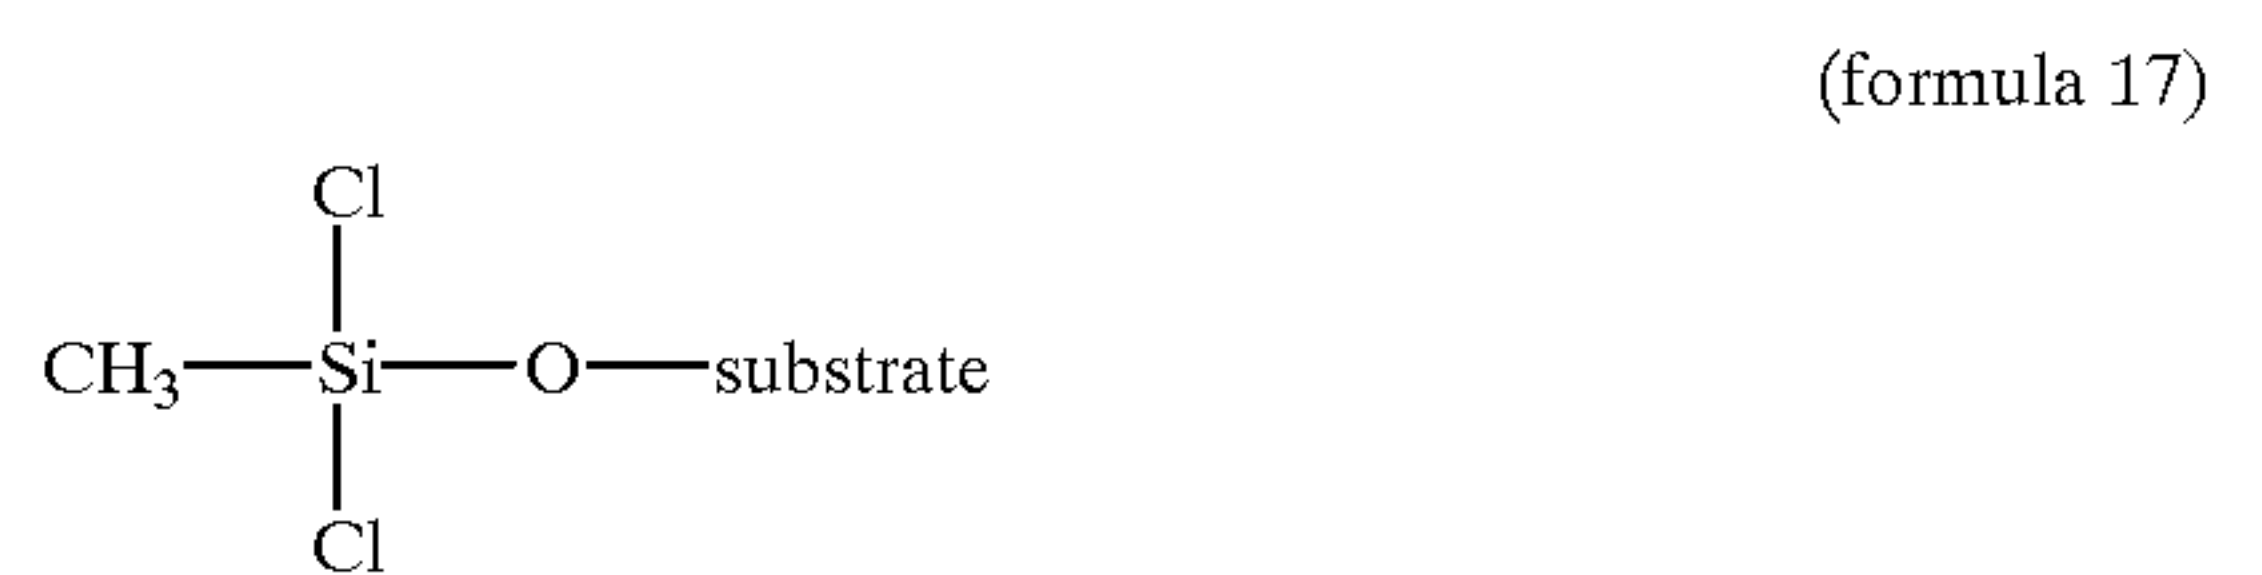 (formula 17)
Cl
CH3—Si—O—substrate
Cl